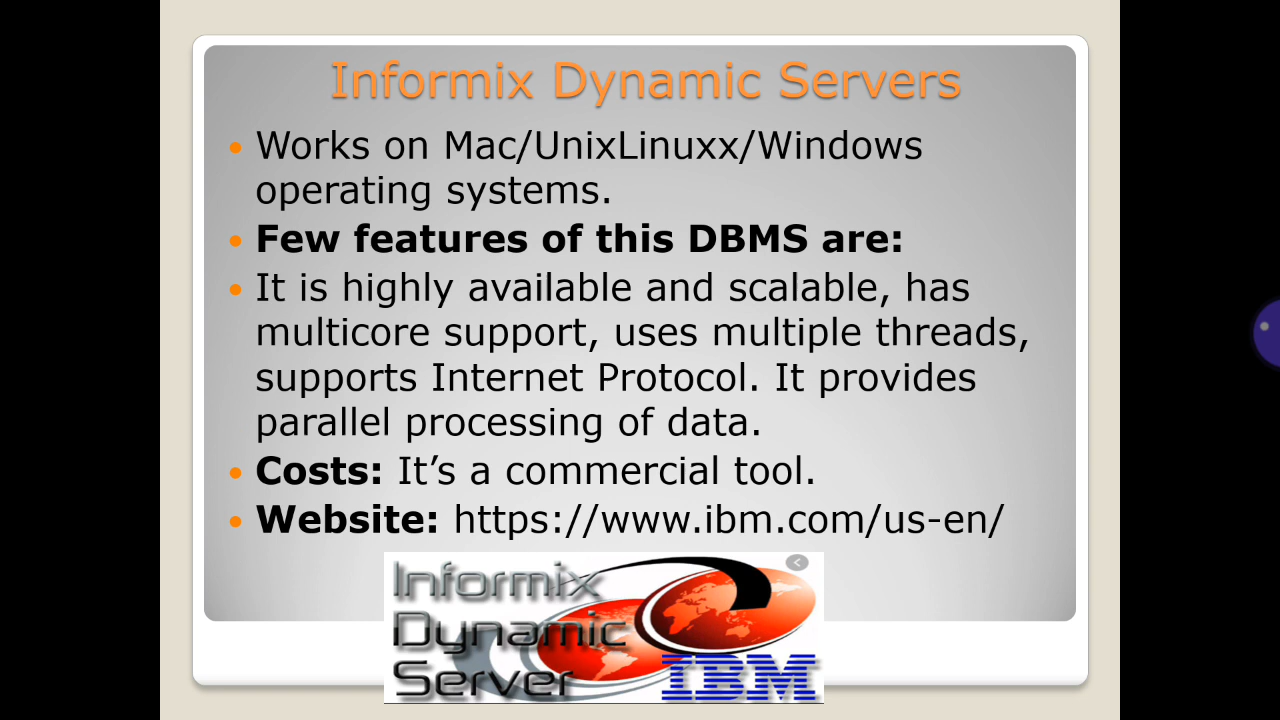 Informix Dynamic Servers
Works on Mac/UnixLinuxx/Windows
operating systems.
Few features of this DBMS are:
It is highly available and scalable, has
multicore support, uses multiple threads,
supports Internet Protocol. It provides
parallel processing of data.
Costs: It’s a commercial tool.
Website: https://www.ibm.com/us-en/
Informix
Dynamic
Server
IBM